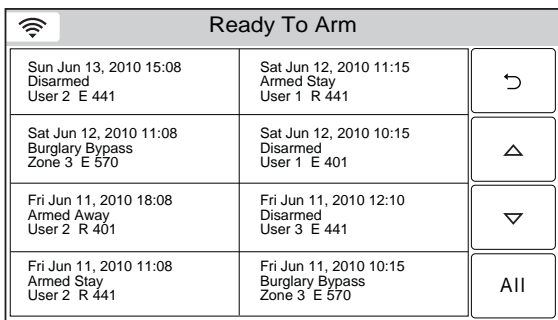 Ready To Arm
Sun Jun 13, 2010 15:08
Disarmed
User 2 E 441
Sat Jun 12, 2010 11:15
Armed Stay
User 1 R 441
Sat Jun 12, 2010 11:08
Burglary Bypass
Zone 3 E 570
Sat Jun 12, 2010 10:15
Disarmed
User 1 E 401
Fri Jun 11, 2010 18:08
Armed Away
User 2 R 401
Fri Jun 11, 2010 12:10
Disarmed
User 3 E 441
Fri Jun 11, 2010 11:08
Armed Stay
User 2 R 441
Fri Jun 11, 2010 10:15
Burglary Bypass
Zone 3 E 570
All